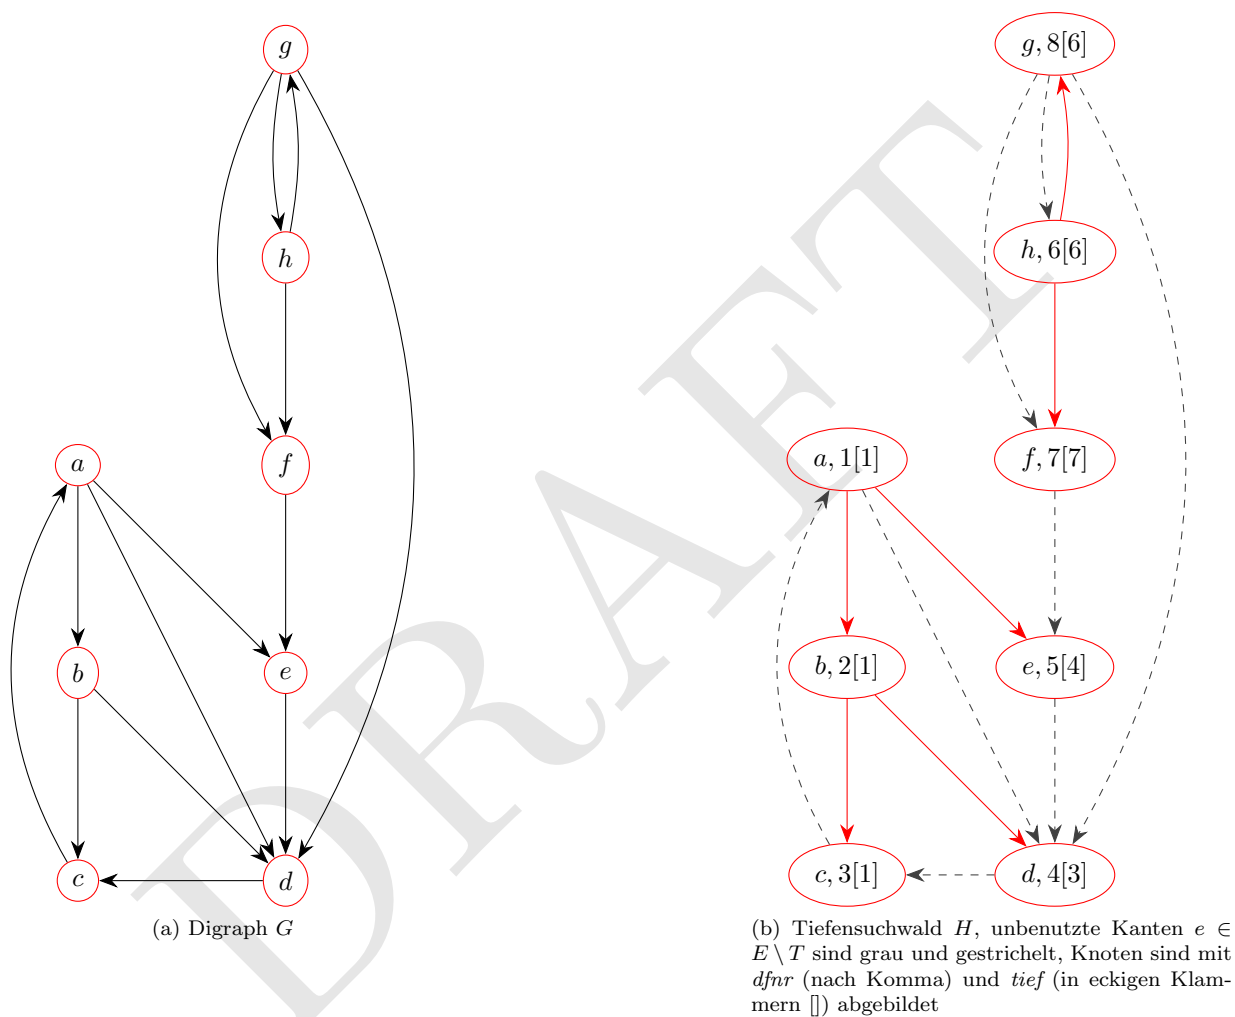 g
h
f
a
b
e
c
d
(a) Digraph G
g, 8[6]
h, 6[6]
a, 1[1]
f, 7[7]
b, 2[1]
e, 5[4]
c, 3[1]
d, 4[3]
(b) Tiefensuchwald H, unbenutzte Kanten e ∈
E \ T sind grau und gestrichelt, Knoten sind mit
dfnr (nach Komma) und tief (in eckigen Klam-
mern []) abgebildet
DRAFT